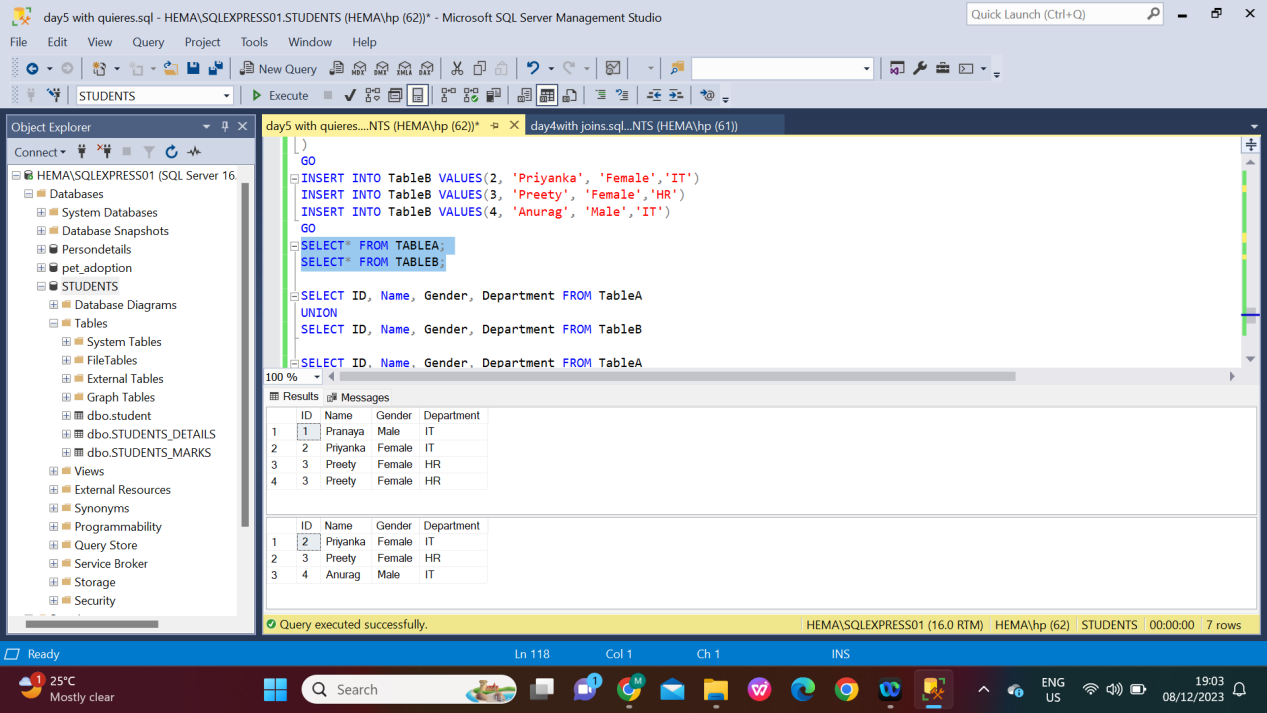 day5 with quieres.sql - HEMA\SQLEXPRESS01.STUDENTS (HEMA\hp (62))* - Microsoft SQL Server Management Studio
Quick Launch (Ctrl+Q)
File Edit View Query Project Tools Window Help
New Query
MDX DMX XMLA DAX
STUDENTS
Execute
Object Explorer
day5 with quieres....NTS (HEMA\hp (62))*
day4with joins.sql...NTS (HEMA\hp (61))
Connect
HEMA\SQLEXPRESS01 (SQL Server 16.
Databases
System Databases
Database Snapshots
Persondetails
pet_adoption
STUDENTS
Database Diagrams
Tables
System Tables
FileTables
External Tables
Graph Tables
dbo.student
dbo.STUDENTS_DETAILS
dbo.STUDENTS_MARKS
Views
External Resources
Synonyms
Programmability
Query Store
Service Broker
Storage
Security
)
GO
INSERT INTO TableB VALUES(2, 'Priyanka', 'Female','IT')
INSERT INTO TableB VALUES(3, 'Preety', 'Female','HR')
INSERT INTO TableB VALUES(4, 'Anurag', 'Male','IT')
GO
SELECT* FROM TABLEA;
SELECT* FROM TABLEB;
SELECT ID, Name, Gender, Department FROM TableA
UNION
SELECT ID, Name, Gender, Department FROM TableB
SELECT ID, Name, Gender, Department FROM TableA
100 %
Results Messages
ID Name Gender Department
1 1 Pranaya Male IT
2 2 Priyanka Female IT
3 3 Preety Female HR
4 3 Preety Female HR
ID Name Gender Department
1 2 Priyanka Female IT
2 3 Preety Female HR
3 4 Anurag Male IT
Query executed successfully.
HEMA\SQLEXPRESS01 (16.0 RTM) HEMA\hp (62) STUDENTS 00:00:00 7 rows
Ready
Ln 118 Col 1 Ch 1 INS
1
25°C
Mostly clear
Search
1
M
ENG
US
19:03
08/12/2023